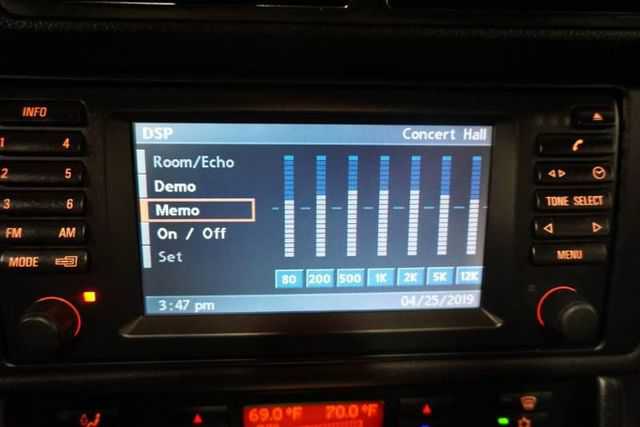 INFO
1 4
2 5
3 6
FM AM
MODE
DSP Concert Hall
Room/Echo
Demo
Memo
On / Off
Set
80 200 500 1K 2K 5K 12K
3:47 pm 04/25/2019
TONE SELECT
MENU
69.0 °F 70.0 °F